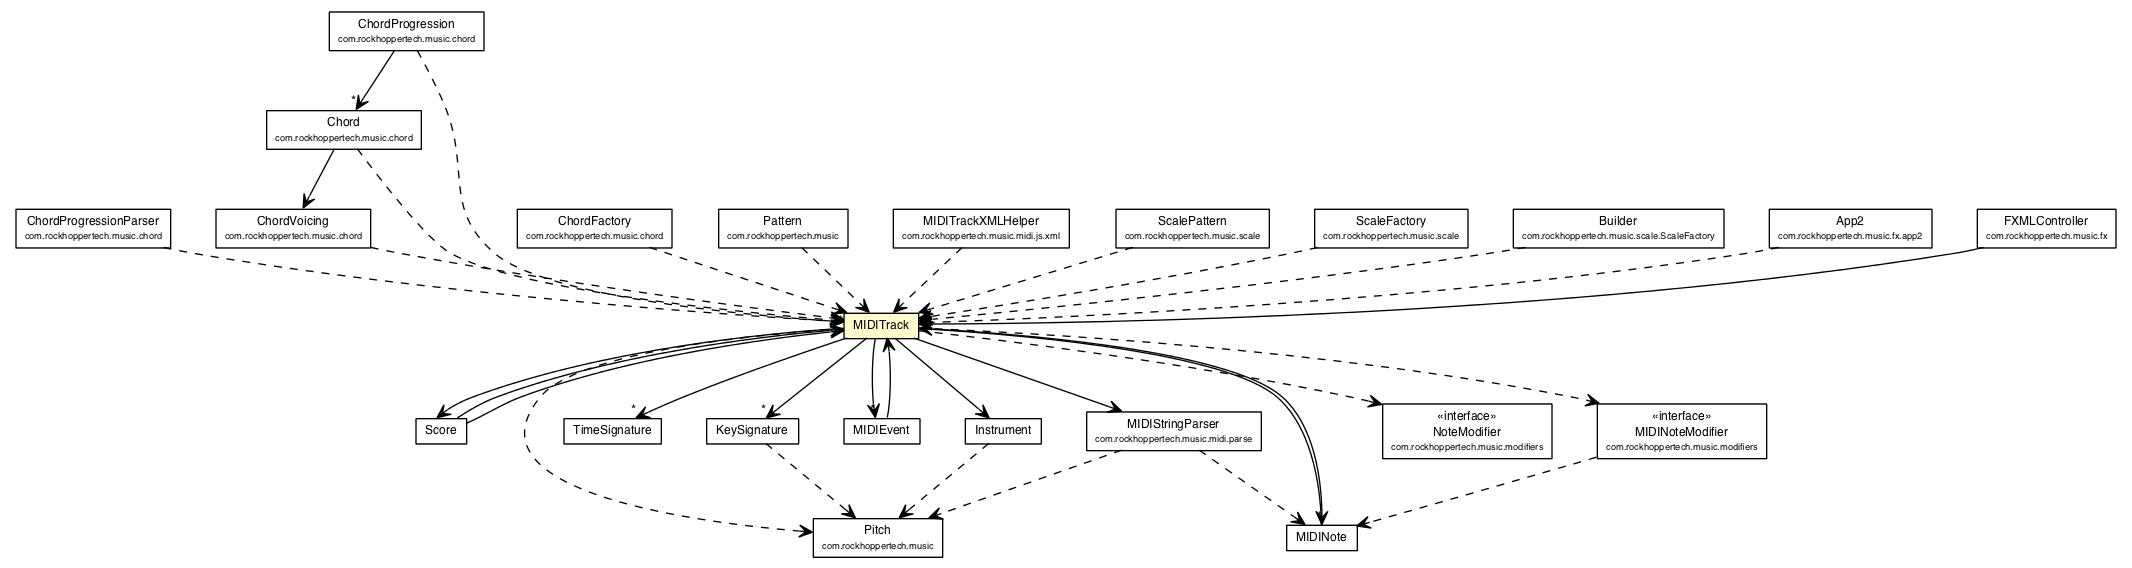 ChordProgression
com.rockhoppertech.music.chord
*
Chord
com.rockhoppertech.music.chord
ChordProgressionParser
com.rockhoppertech.music.chord
ChordVoicing
com.rockhoppertech.music.chord
ChordFactory
com.rockhoppertech.music.chord
Pattern
com.rockhoppertech.music
MIDITrackXMLHelper
com.rockhoppertech.music.midi.js.xml
ScalePattern
com.rockhoppertech.music.scale
ScaleFactory
com.rockhoppertech.music.scale
Builder
com.rockhoppertech.music.scale.ScaleFactory
App2
com.rockhoppertech.music.fx.app2
FXMLController
com.rockhoppertech.music.fx
MIDITrack
*
*
Score
TimeSignature
KeySignature
MIDIEvent
Instrument
MIDIStringParser
com.rockhoppertech.music.midi.parse
«interface»
NoteModifier
com.rockhoppertech.music.modifiers
«interface»
MIDINoteModifier
com.rockhoppertech.music.modifiers
Pitch
com.rockhoppertech.music
MIDINote